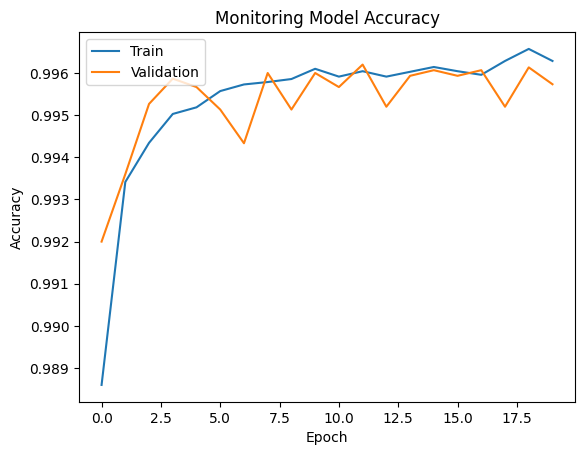 Monitoring Model Accuracy
Train
Validation
Accuracy
0.996
0.995
0.994
0.993
0.992
0.991
0.990
0.989
0.0 2.5 5.0 7.5 10.0 12.5 15.0 17.5
Epoch